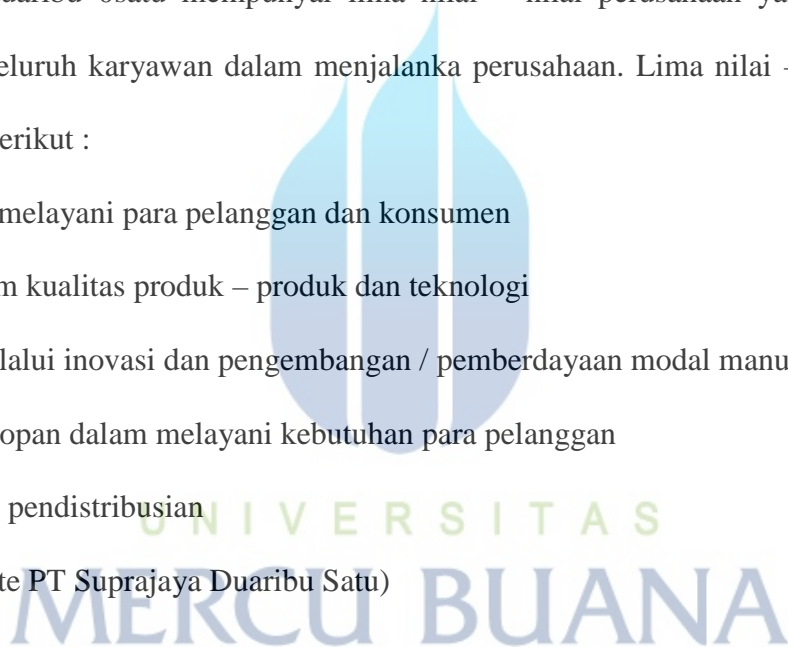 duaribu osatu mempunyai lima nilai – nilai perusahaan ya
eluruh karyawan dalam menjalanka perusahaan. Lima nilai –
erikut :
melayani para pelanggan dan konsumen
m kualitas produk – produk dan teknologi
lalui inovasi dan pengembangan / pemberdayaan modal manu
opan dalam melayani kebutuhan para pelanggan
pendistribusian
UNIVERSITAS
te PT Suprajaya Duaribu Satu)
MERCU BUANA